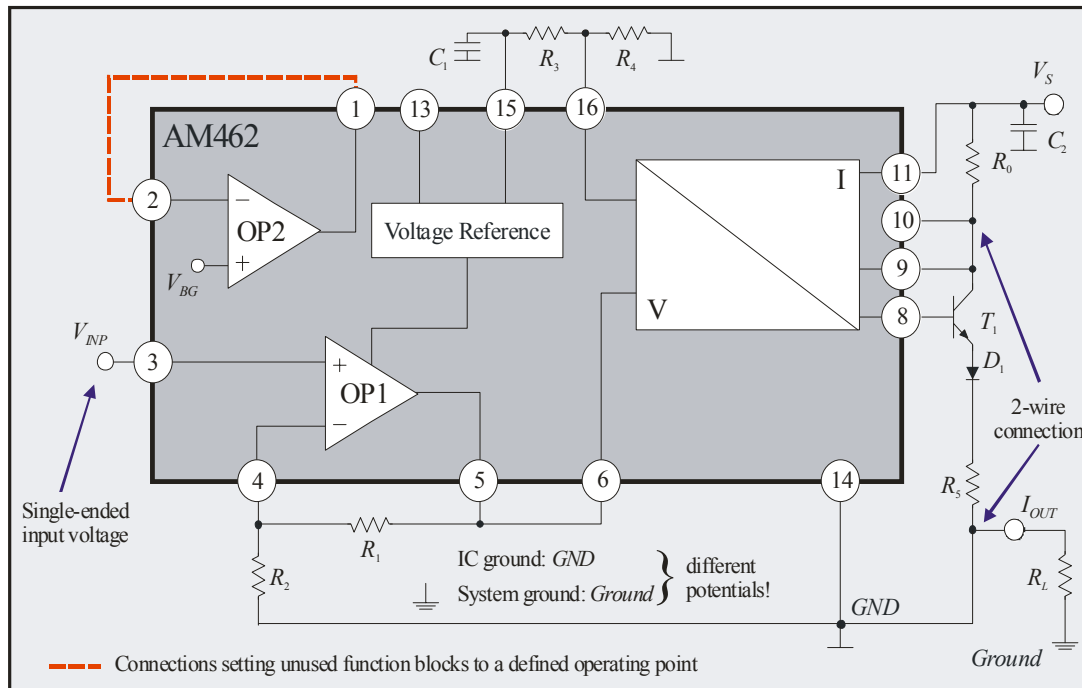 C1
R3
R4
VS
C2
R0
1
13
15
16
AM462
2
OP2
−
+
VBG
Voltage Reference
I
V
11
10
9
8
T1
D1
VINP
3
+
OP1
−
2-wire
connection
4
5
6
14
R5
IOUT
RL
Single-ended
input voltage
R1
R2
IC ground: GND
System ground: Ground
} different
potentials!
GND
Ground
Connections setting unused function blocks to a defined operating point